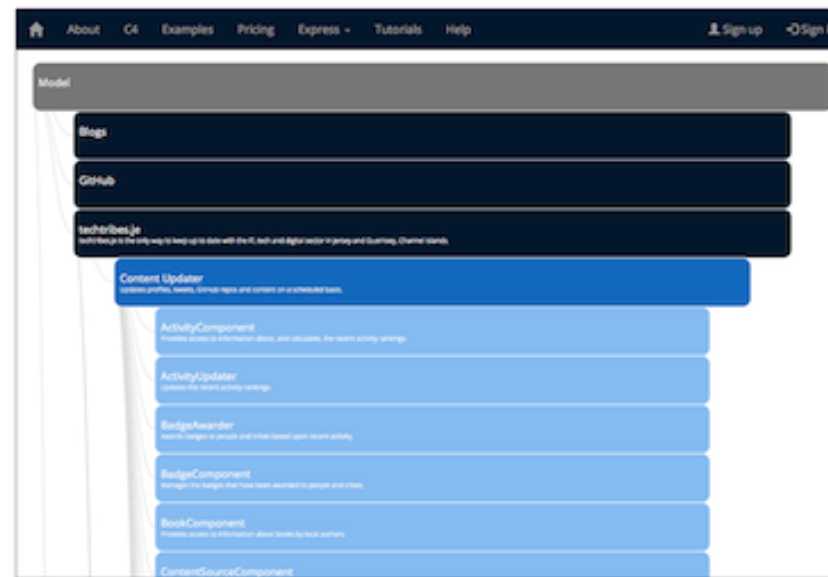 About C4 Examples Pricing Express Tutorials Help Sign up Sign
Model
Blogs
GitHub
techtribes.je
techtribes.je is the only way to keep up to date with the IT, tech and digital sector in Jersey and Guernsey, Channel Islands.
Content Updater
Updates profiles, tweets, GitHub repos and content on a scheduled basis.
ActivityComponent
Provides access to information about, and calculates, the recent activity rankings.
ActivityUpdater
Updates the recent activity rankings.
BadgeAwarder
Awards badges to people and tribes based upon recent activity.
BadgeComponent
Manages the badges that have been awarded to people and tribes.
BookComponent
Provides access to information about books by local authors.
ContentSourceComponent